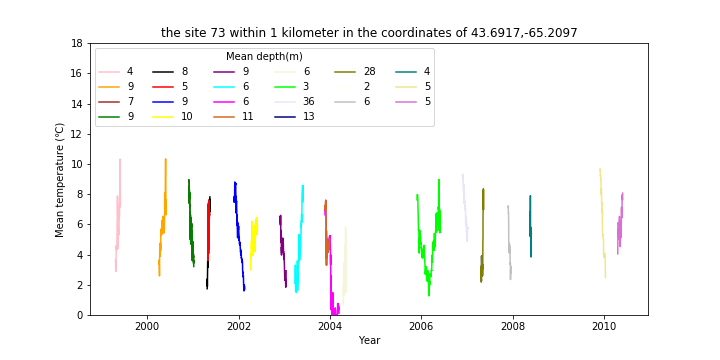 the site 73 within 1 kilometer in the coordinates of 43.6917,-65.2097
Mean depth(m)
4 8 9 6 28 4
9 5 6 3 2 5
7 9 6 36 6 5
9 10 11 13
18
16
14
12
10
8
6
4
2
0
Mean temperature (℃)
2000 2002 2004 2006 2008 2010
Year